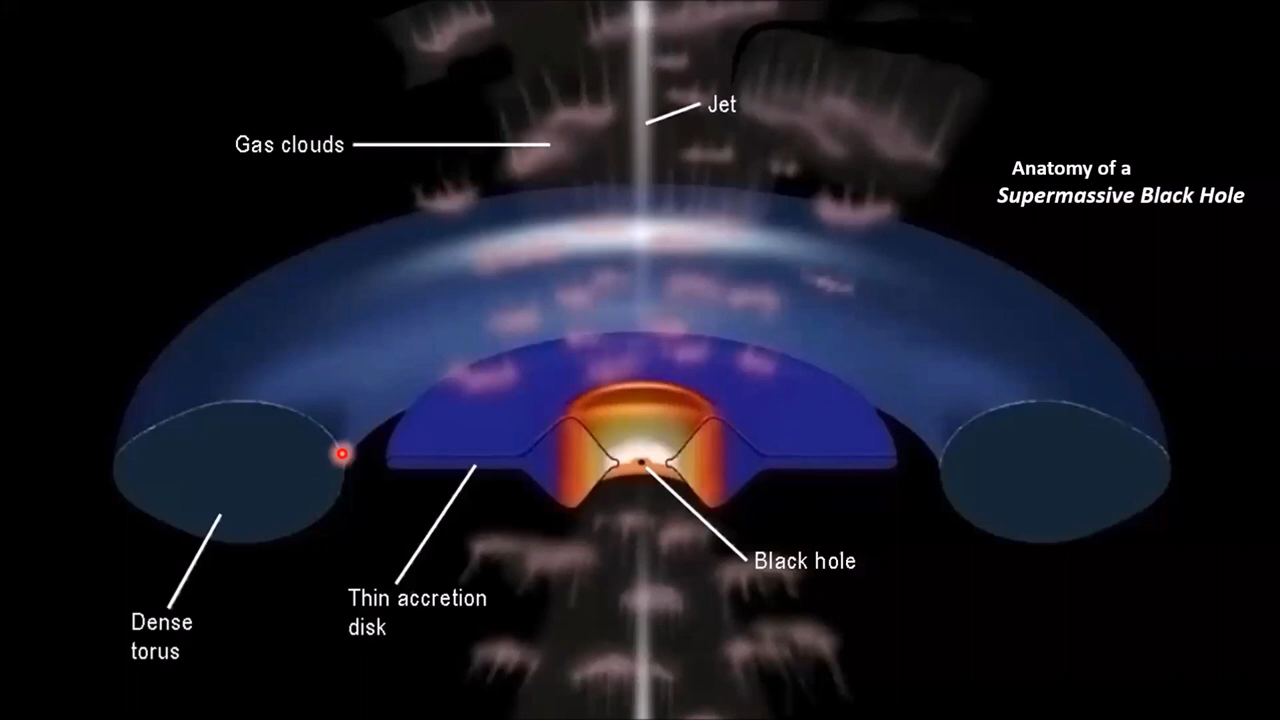 Jet
Gas clouds
Anatomy of a
Supermassive Black Hole
Black hole
Thin accretion
disk
Dense
torus